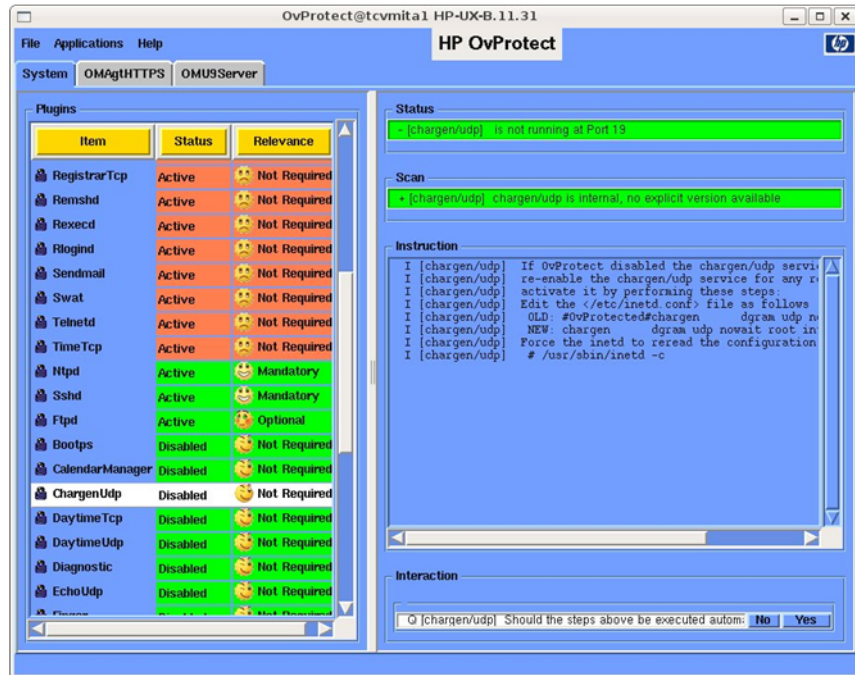 OvProtect@tcvmita1 HP-UX-B.11.31
File Applications Help
HP OvProtect
hp
System OMAgtHTTPS OMU9Server
Plugins
Item Status Relevance
RegistrarTcp Active Not Required
Remshd Active Not Required
Rexecd Active Not Required
Rlogind Active Not Required
Sendmail Active Not Required
Swat Active Not Required
Telnetd Active Not Required
TimeTcp Active Not Required
Ntpd Active Mandatory
Sshd Active Mandatory
Ftpd Active Optional
Bootps Disabled Not Required
CalendarManager Disabled Not Required
ChargenUdp Disabled Not Required
DaytimeTcp Disabled Not Required
DaytimeUdp Disabled Not Required
Diagnostic Disabled Not Required
EchoUdp Disabled Not Required
Status
- [chargen/udp] is not running at Port 19
Scan
+ [chargen/udp] chargen/udp is internal, no explicit version available
Instruction
I [chargen/udp] If OvProtect disabled the chargen/udp servi
I [chargen/udp] re-enable the chargen/udp service for any r
I [chargen/udp] activate it by performing these steps:
I [chargen/udp] Edit the </etc/inetd.conf> file as follows
I [chargen/udp] OLD: #OvProtected#chargen dgram udp n
I [chargen/udp] NEW: chargen dgram udp nowait root in
I [chargen/udp] Force the inetd to reread the configuration
I [chargen/udp] # /usr/sbin/inetd -c
Interaction
Q [chargen/udp] Should the steps above be executed autom No Yes